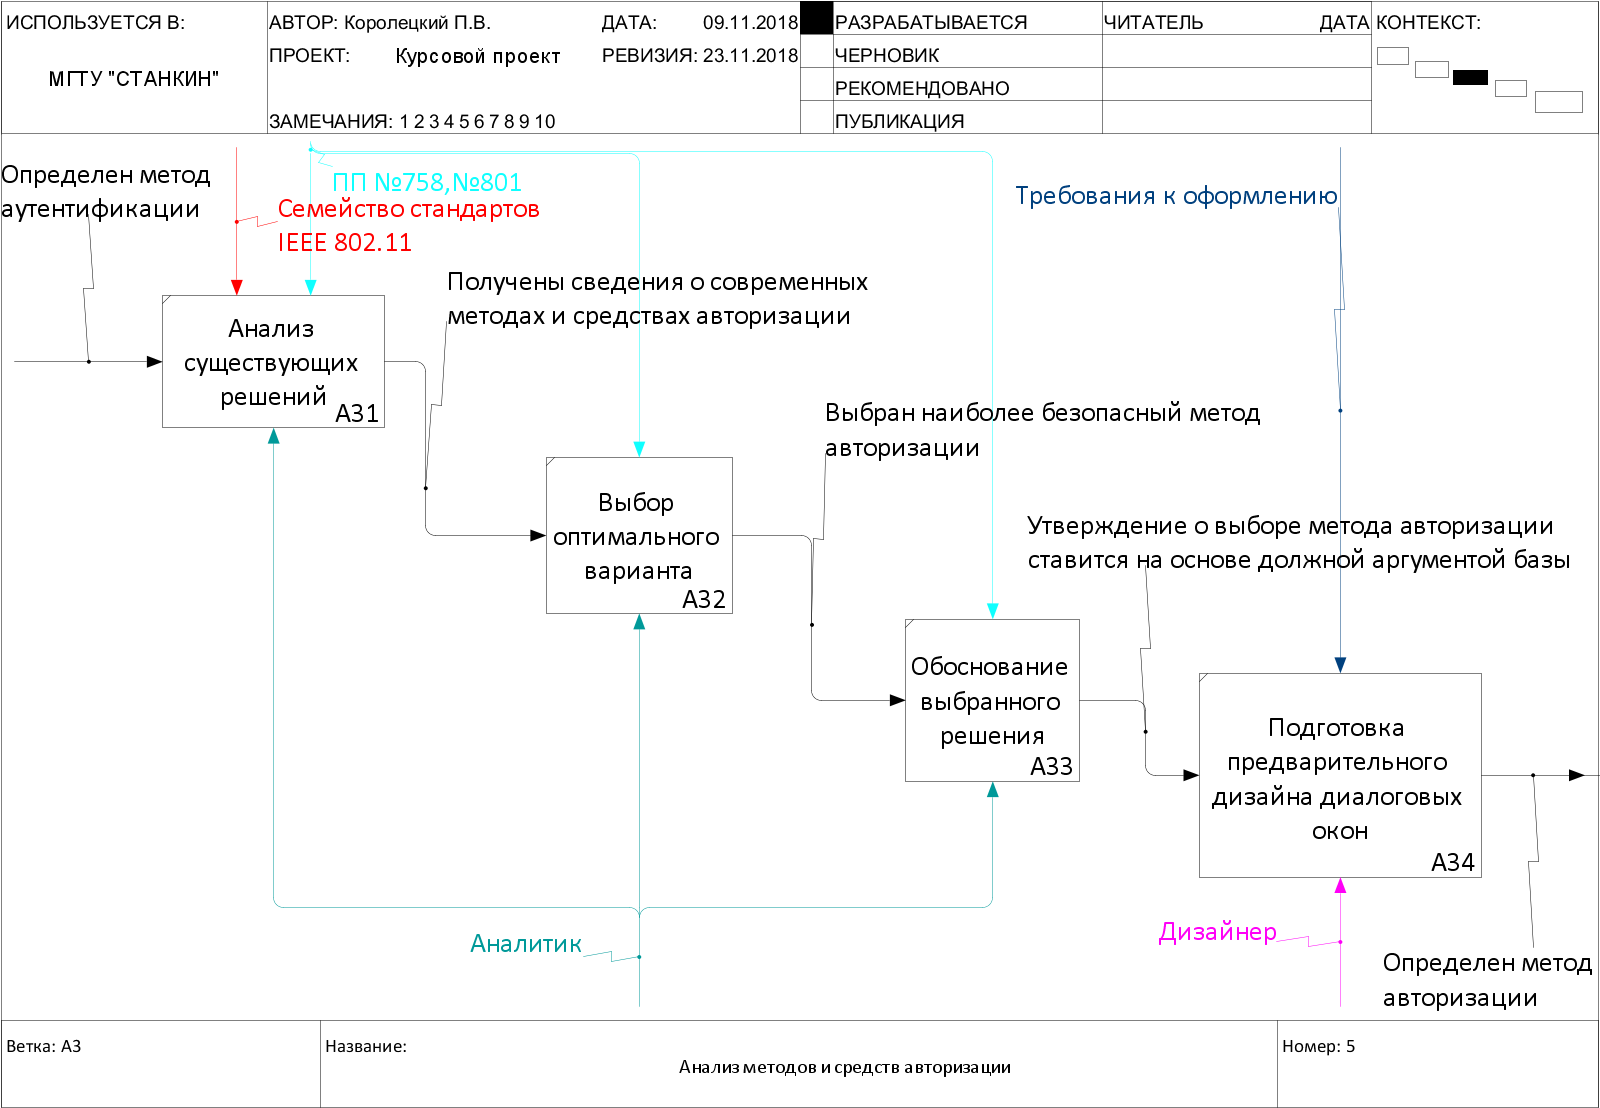 ИСПОЛЬЗУЕТСЯ В:
МГТУ "СТАНКИН"
АВТОР: Королецкий П.В.
ДАТА: 09.11.2018
ПРОЕКТ: Курсовой проект
РЕВИЗИЯ: 23.11.2018
ЗАМЕЧАНИЯ: 1 2 3 4 5 6 7 8 9 10
РАЗРАБАТЫВАЕТСЯ
ЧЕРНОВИК
РЕКОМЕНДОВАНО
ПУБЛИКАЦИЯ
ЧИТАТЕЛЬ
ДАТА
КОНТЕКСТ:
Определен метод
аутентификации
ПП №758,№801
Семейство стандартов
IEEE 802.11
Требования к оформлению
Получены сведения о современных
методах и средствах авторизации
Анализ
существующих
решений
А31
Выбран наиболее безопасный метод
авторизации
Выбор
оптимального
варианта
А32
Утверждение о выборе метода авторизации
ставится на основе должной аргументой базы
Обоснование
выбранного
решения
А33
Подготовка
предварительного
дизайна диалоговых
окон
А34
Аналитик
Дизайнер
Определен метод
авторизации
Ветка: А3
Название:
Анализ методов и средств авторизации
Номер: 5